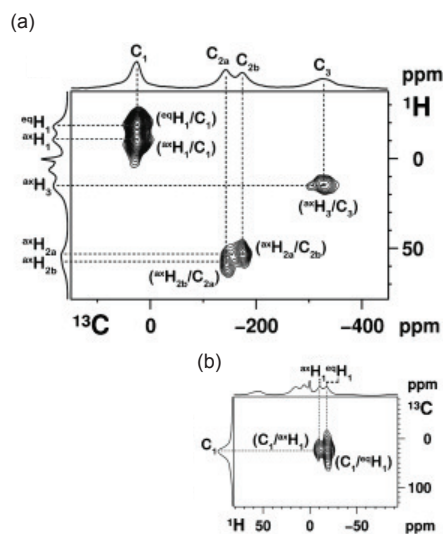 (a)
C₁ C₂ₐ C₂b C₃
ppm
¹H
ᵉqH₁
ᵃˣH₁
(ᵉqH₁/C₁)
(ᵃˣH₁/C₁)
0
ᵃˣH₃
(ᵃˣH₃/C₃)
ᵃˣH₂ₐ
ᵃˣH₂b
(ᵃˣH₂ₐ/C₂b)
(ᵃˣH₂b/C₂ₐ)
50
¹³C 0 −200 −400 ppm
(b)
ᵃˣH₁ ᵉqH₁
ppm
¹³C
C₁
(C₁/ᵃˣH₁)
(C₁/ᵉqH₁)
0
100
¹H 50 0 −50 ppm